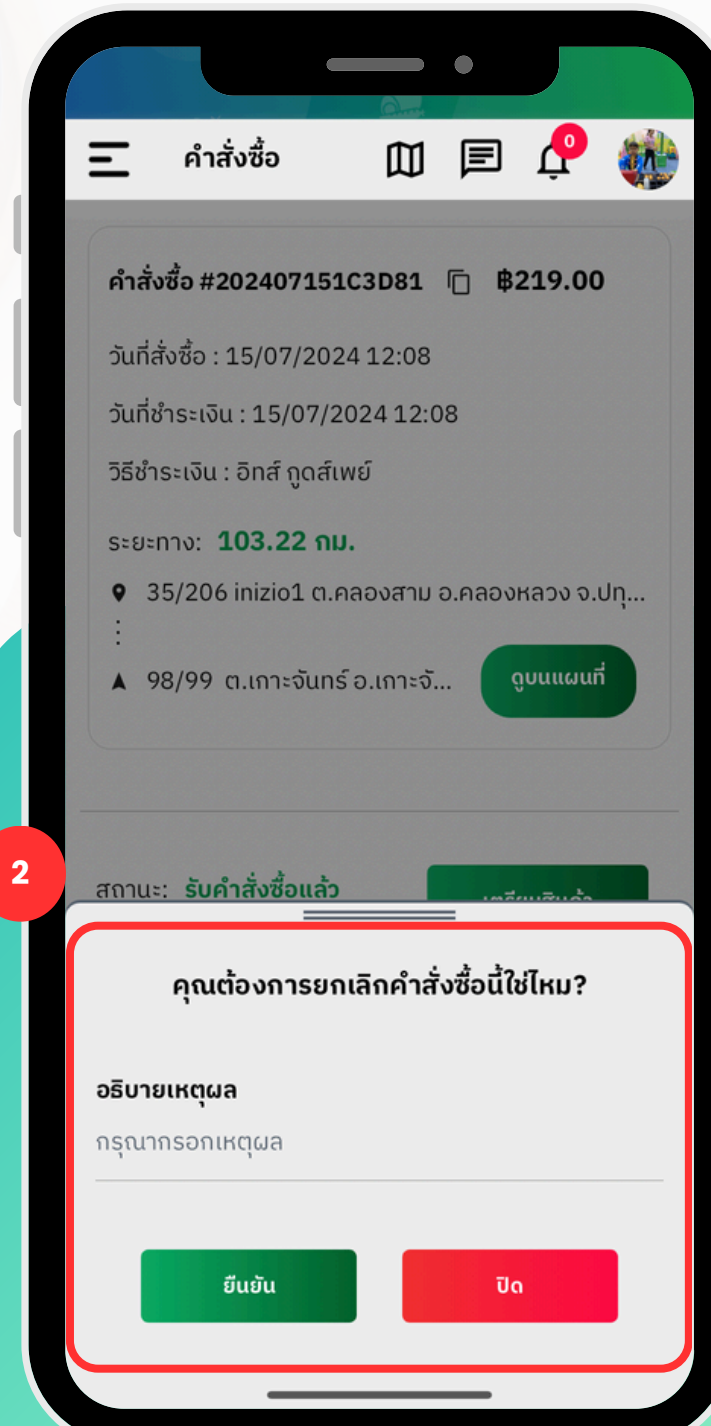 คำสั่งซื้อ
0
คำสั่งซื้อ #202407151C3D81 ฿219.00
วันที่สั่งซื้อ : 15/07/2024 12:08
วันที่ชำระเงิน : 15/07/2024 12:08
วิธีชำระเงิน : อิทส์ กูดส์เพย์
ระยะทาง: 103.22 กม.
35/206 inizio1 ต.คลองสาม อ.คลองหลวง จ.ปทุ...
98/99 ต.เกาะจันทร์ อ.เกาะจั...
ดูบนแผนที่
2
สถานะ: รับคำสั่งซื้อแล้ว
เตรียมสินค้า
คุณต้องการยกเลิกคำสั่งซื้อนี้ใช่ไหม?
อธิบายเหตุผล
กรุณากรอกเหตุผล
ยืนยัน
ปิด